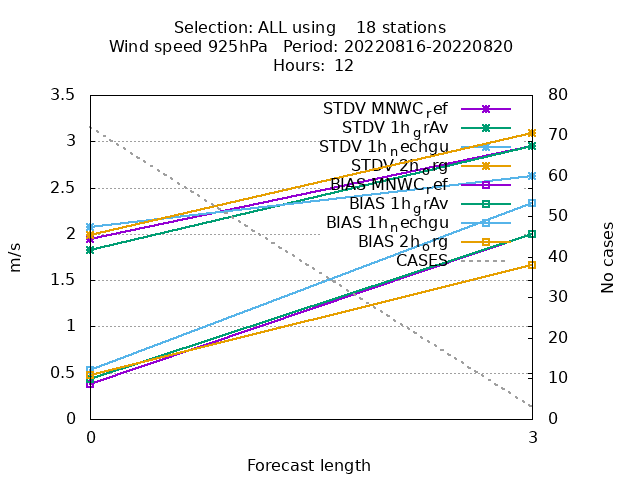 Selection: ALL using    18 stations
Wind speed 925hPa   Period: 20220816-20220820
Hours:  12
3.5
3
2.5
2
1.5
1
0.5
0
80
70
60
50
40
30
20
10
0
m/s
No cases
STDV MNWC_ref
STDV 1h_grAv
STDV 1h_nechgu
STDV 2h_org
BIAS MNWC_ref
BIAS 1h_grAv
BIAS 1h_nechgu
BIAS 2h_org
CASES
0
3
Forecast length